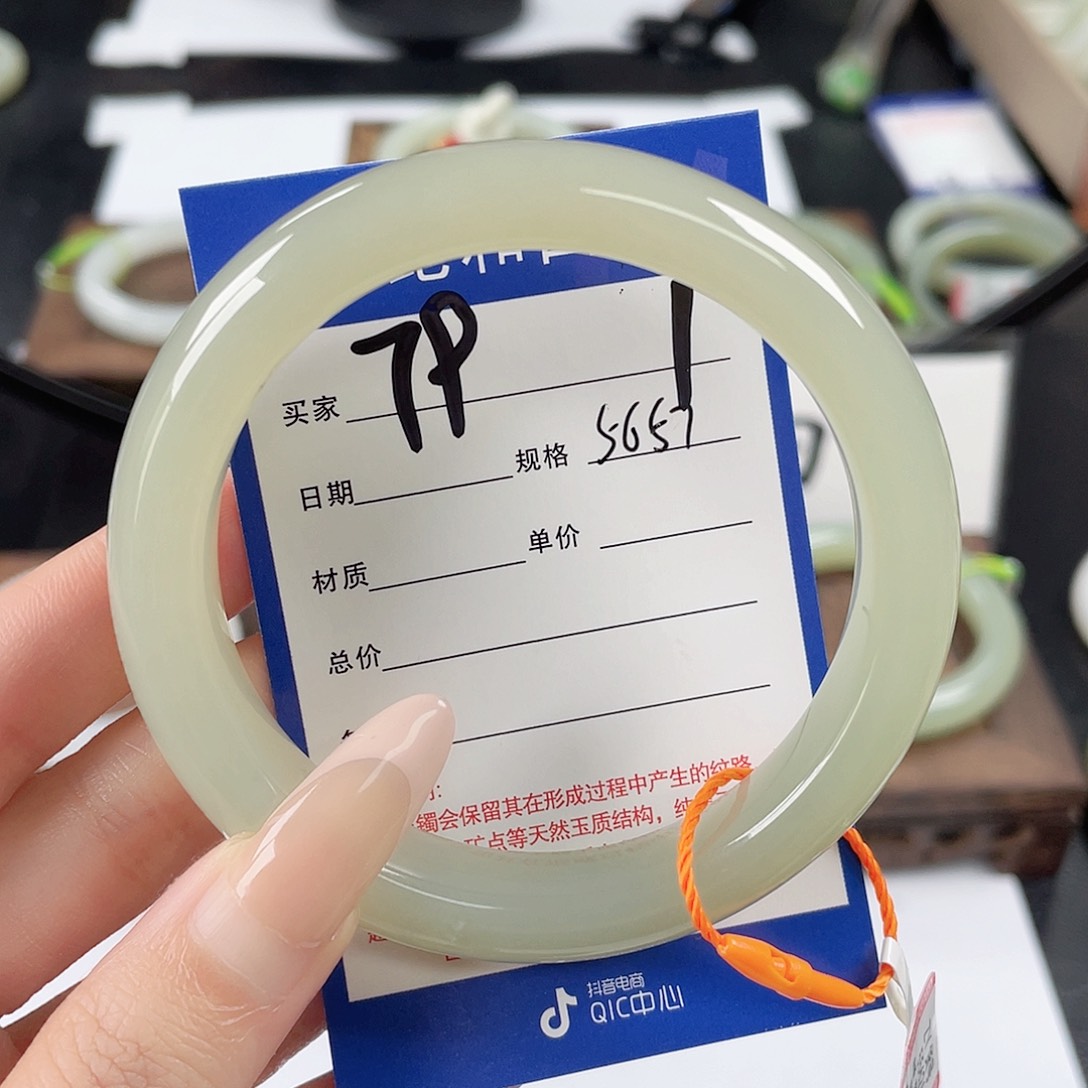 买家 7P 1
日期 规格 5657
材质 单价
总价
镯会保留其在形成过程中产生的纹路
矿点等天然玉质结构，纯
抖音电商
QIC中心